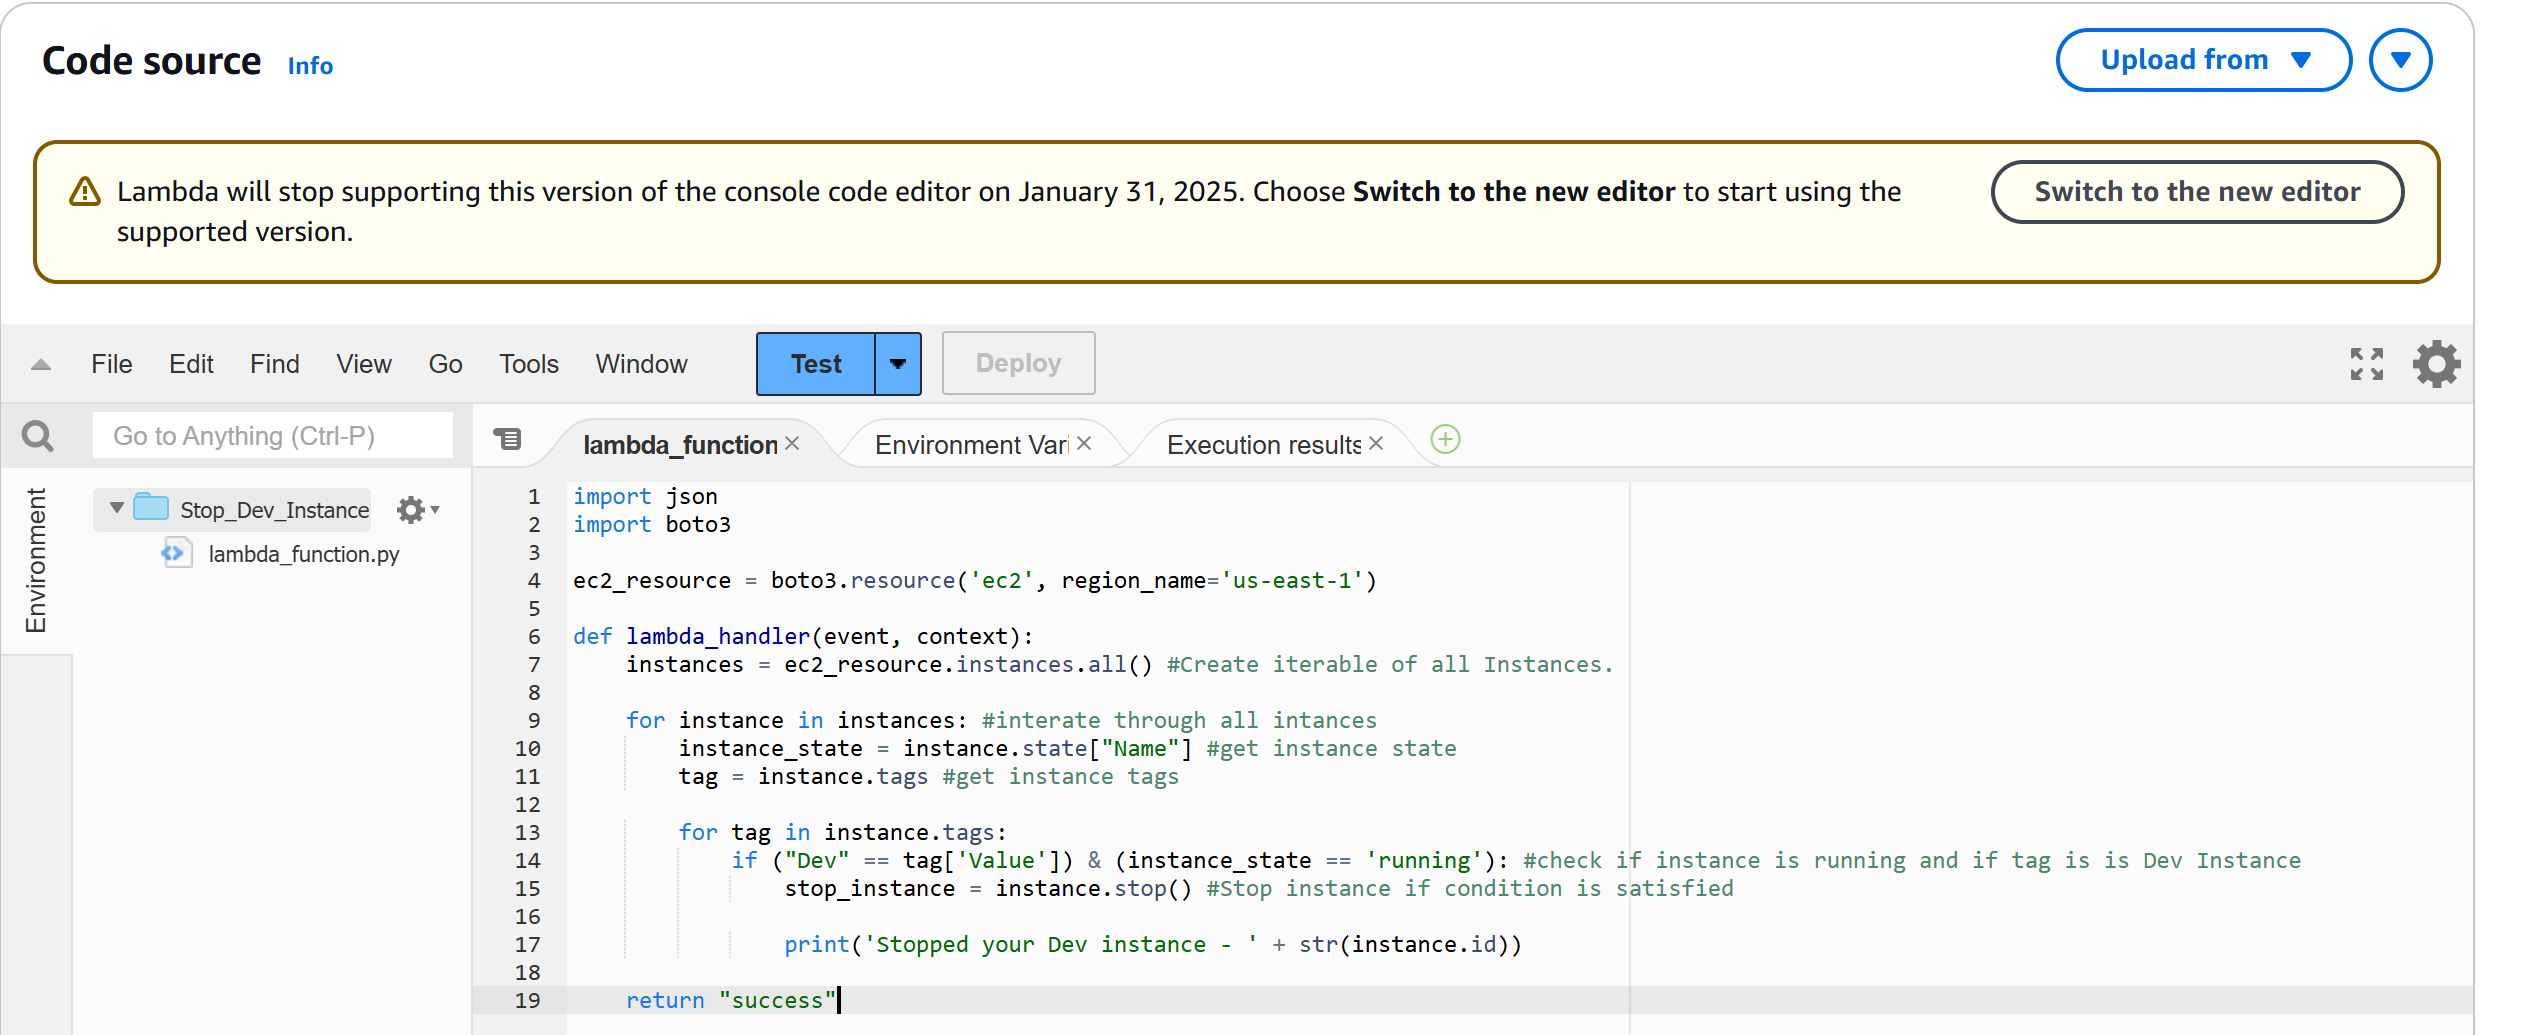 Code source Info
Upload from
Lambda will stop supporting this version of the console code editor on January 31, 2025. Choose Switch to the new editor to start using the
supported version.
Switch to the new editor
File Edit Find View Go Tools Window Test Deploy
Go to Anything (Ctrl-P)
lambda_function Environment Vari Execution results
Environment
Stop_Dev_Instance
lambda_function.py
1 import json
2 import boto3
3
4 ec2_resource = boto3.resource('ec2', region_name='us-east-1')
5
6 def lambda_handler(event, context):
7     instances = ec2_resource.instances.all() #Create iterable of all Instances.
8
9     for instance in instances: #interate through all intances
10         instance_state = instance.state["Name"] #get instance state
11         tag = instance.tags #get instance tags
12
13         for tag in instance.tags:
14             if ("Dev" == tag['Value']) & (instance_state == 'running'): #check if instance is running and if tag is is Dev Instance
15                 stop_instance = instance.stop() #Stop instance if condition is satisfied
16
17                 print('Stopped your Dev instance - ' + str(instance.id))
18
19     return "success"